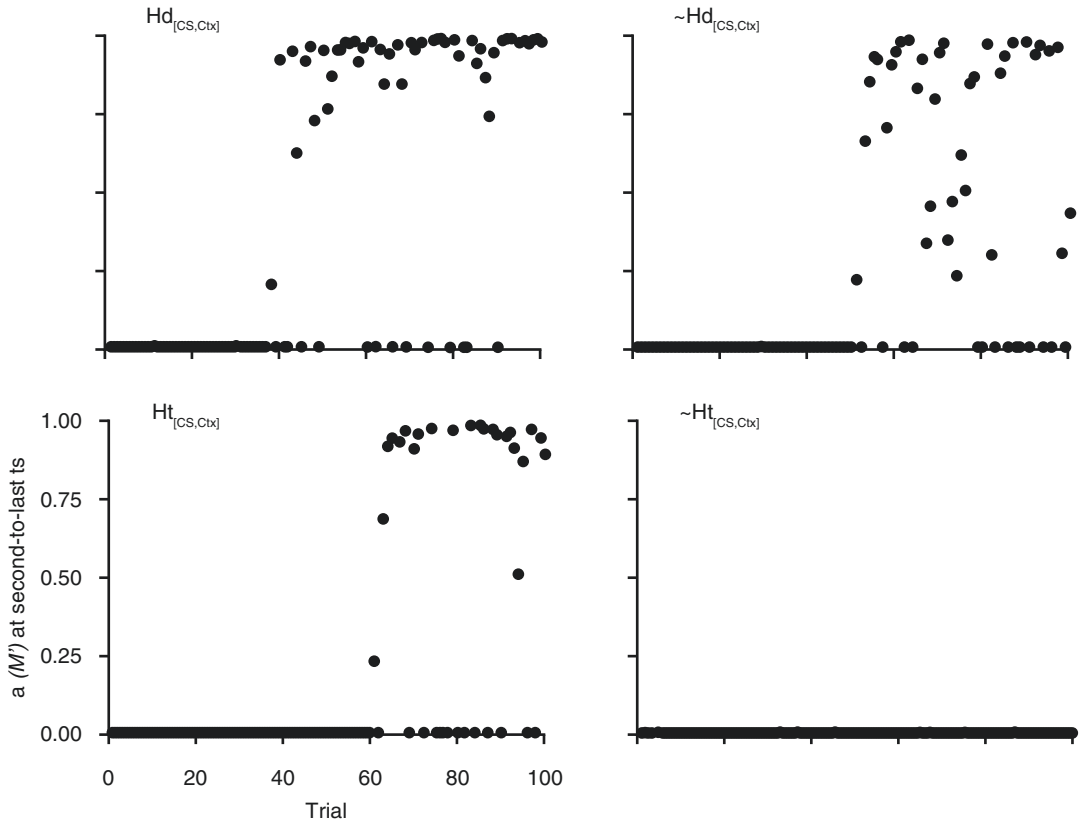 Hd[CS,Ctx]
~Hd[CS,Ctx]
Ht[CS,Ctx]
~Ht[CS,Ctx]
1.00
0.75
0.50
0.25
0.00
a (M') at second-to-last ts
0 20 40 60 80 100
Trial